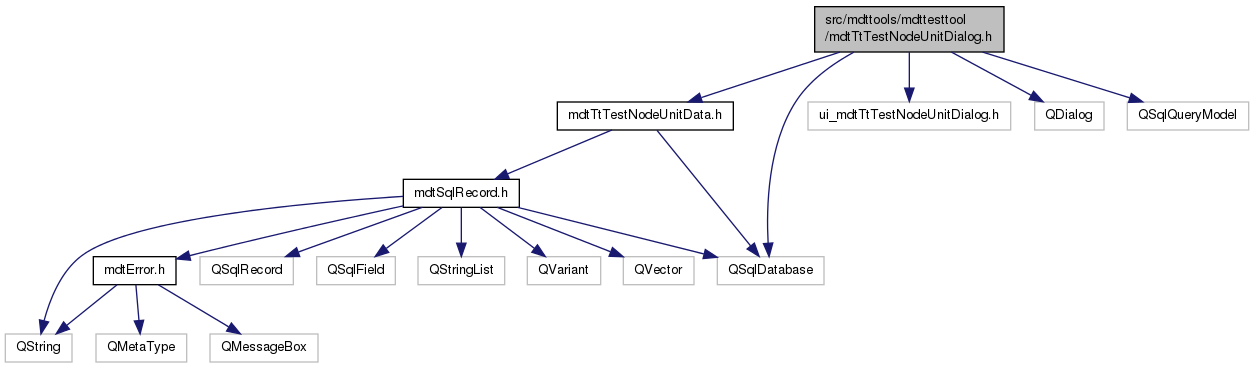 src/mdttools/mdttesttool
/mdtTtTestNodeUnitDialog.h
mdtTtTestNodeUnitData.h
ui_mdtTtTestNodeUnitDialog.h
QDialog
QSqlQueryModel
mdtSqlRecord.h
mdtError.h
QSqlRecord
QSqlField
QStringList
QVariant
QVector
QSqlDatabase
QString
QMetaType
QMessageBox